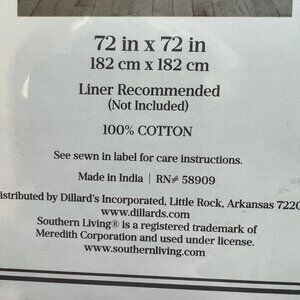 72 in x 72 in
182 cm x 182 cm
Liner Recommended
(Not Included)
100% COTTON
See sewn in label for care instructions.
Made in India | RN# 58909
istributed by Dillard's Incorporated, Little Rock, Arkansas 7220
www.dillards.com
Southern Living® is a registered trademark of
Meredith Corporation and used under license.
www.southernliving.com